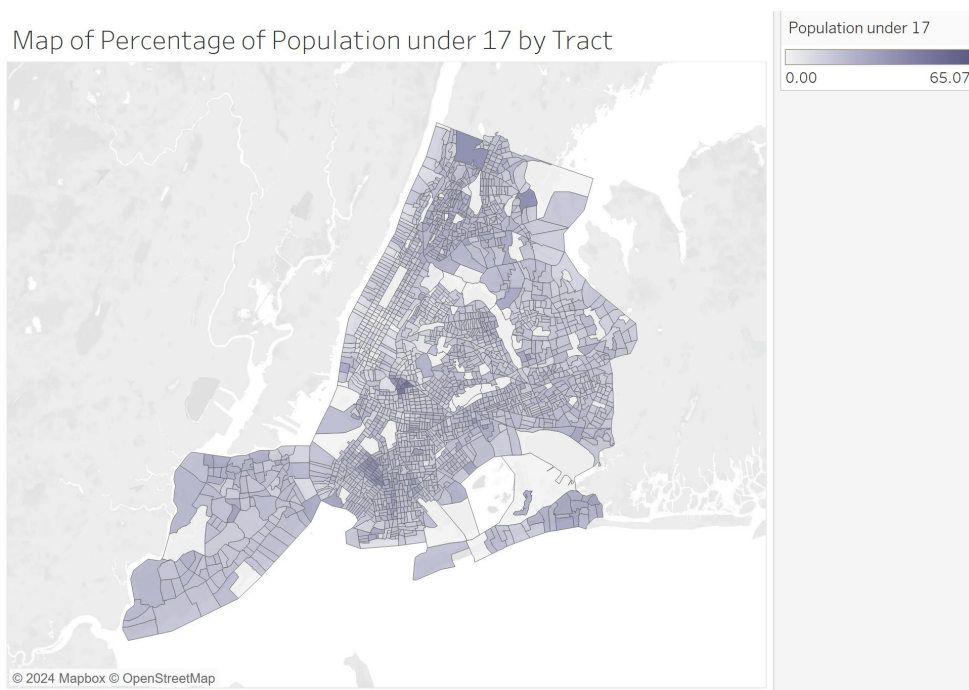 Map of Percentage of Population under 17 by Tract
Population under 17
0.00 65.07
© 2024 Mapbox © OpenStreetMap